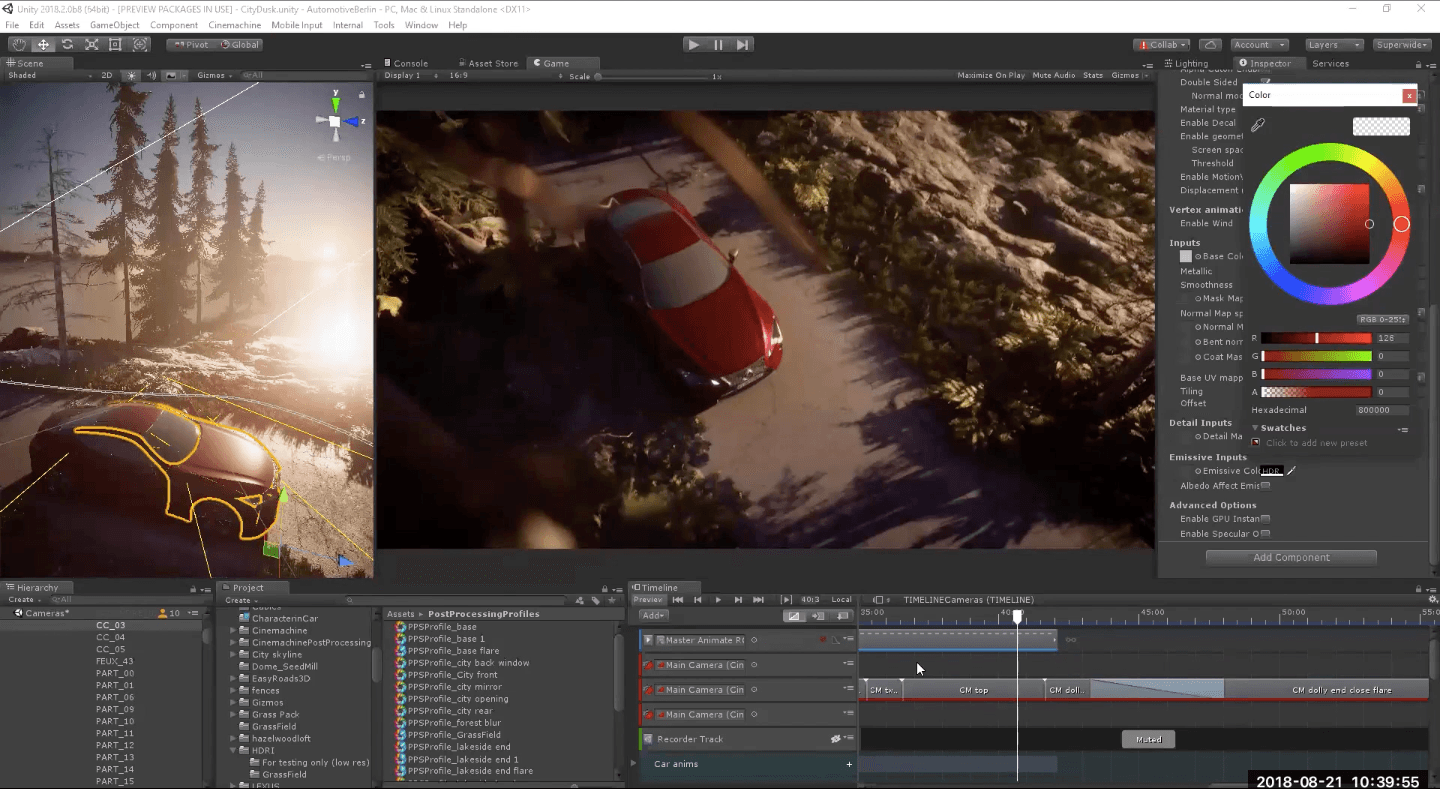 Unity 2018.2.0b8 (64bit) - [PREVIEW PACKAGES IN USE] - CityDusk.unity - AutomotiveBerlin - PC, Mac & Linux Standalone <DX11>
File Edit Assets GameObject Component Cinemachine Mobile Input Internal Tools Window Help
Pivot Global
Collab Account Layers Superwide
Scene
Shaded 2D Gizmos All
y
z
Persp
Console Asset Store Game
Display 1 16:9 Scale 1x Maximize On Play Mute Audio Stats Gizmos
Lighting Inspector Services
Double Sided
Normal mod
Material type
Enable Decal
Enable geomet
Screen spac
Threshold
Enable Motion
Displacement
Vertex animati
Enable Wind
Inputs
Base Colo
Metallic
Smoothness
Mask Map
Normal Map sp
Normal M
Bent norm
Coat Mas
Base UV mapp
Tiling
Offset
Detail Inputs
Detail Ma
Emissive Inputs
Emissive Colo HDR
Albedo Affect Emis
Advanced Options
Enable GPU Instan
Enable Specular O
Add Component
Color
RGB 0-255
R 128
G 0
B 0
A 0
Hexadecimal 800000
Swatches
Click to add new preset
Hierarchy
Create All
Cameras* 10
CC_03
CC_04
CC_05
FEUX_43
PART_00
PART_01
PART_06
PART_09
PART_10
PART_11
PART_12
PART_13
PART_14
PART_15
Project
Create
CharacterinCar
Cinemachine
CinemachinePostProcessing
City skyline
Dome_SeedMill
EasyRoads3D
fences
Gizmos
Grass Pack
GrassField
hazelwoodloft
HDRI
For testing only (low res)
GrassField
LEXUS
Assets PostProcessingProfiles
PPSProfile_base
PPSProfile_base 1
PPSProfile_base flare
PPSProfile_city back window
PPSProfile_City front
PPSProfile_city mirror
PPSProfile_city opening
PPSProfile_city rear
PPSProfile_forest blur
PPSProfile_GrassField
PPSProfile_lakeside end
PPSProfile_lakeside end 1
PPSProfile_lakeside end flare
Timeline
Preview 40:3 Local TIMELINECameras (TIMELINE)
Add 35:00 45:00 50:00
Master Animate
Main Camera (Cin
Main Camera (Cin CM top CM doll.. CM dolly end close flare
Main Camera (Cin
Recorder Track Muted
Car anims
2018-08-21 10:39:55